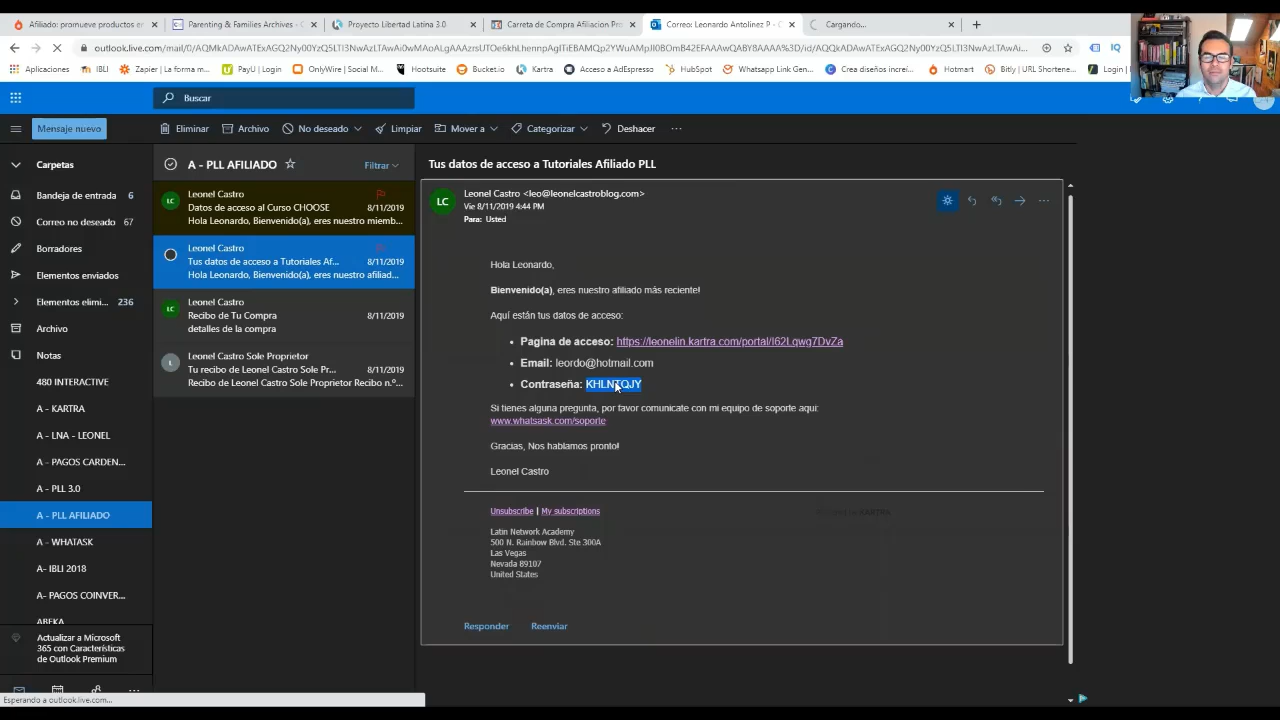 Afiliado: promueve productos en
Parenting & Families Archives - C
Proyecto Libertad Latina 3.0
Carreta de Compra Afiliacion Pro
Correo: Leonardo Antolinez P - C
Cargando...
Aplicaciones
IBLI
Zapier | La forma m...
PayU | Login
OnlyWire | Social M...
Hootsuite
Bucket.io
Kartra
Acceso a AdEspresso
HubSpot
Whatsapp Link Gen...
Crea diseños increí...
Hotmart
Bitly | URL Shortene...
Login |
Buscar
Mensaje nuevo
Eliminar
Archivo
No deseado
Limpiar
Mover a
Categorizar
Deshacer
Carpetas
Bandeja de entrada 6
Correo no deseado 67
Borradores
Elementos enviados
Elementos elimi... 236
Archivo
Notas
480 INTERACTIVE
A - KARTRA
A - LNA - LEONEL
A - PAGOS CARDEN...
A - PLL 3.0
A - PLL AFILIADO
A - WHATASK
A- IBLI 2018
A- PAGOS COINVER...
ABEKA
Actualizar a Microsoft
365 con Características
de Outlook Premium
Esperando a outlook.live.com...
A - PLL AFILIADO
Filtrar
LC
Leonel Castro
Datos de acceso al Curso CHOOSE 8/11/2019
Hola Leonardo, Bienvenido(a), eres nuestro miemb...
Leonel Castro
Tus datos de acceso a Tutoriales Af... 8/11/2019
Hola Leonardo, Bienvenido(a), eres nuestro afiliad...
LC
Leonel Castro
Recibo de Tu Compra 8/11/2019
detalles de la compra
L
Leonel Castro Sole Proprietor
Tu recibo de Leonel Castro Sole Pr... 8/11/2019
Recibo de Leonel Castro Sole Proprietor Recibo n.º...
Tus datos de acceso a Tutoriales Afiliado PLL
LC
Leonel Castro <leo@leonelcastroblog.com>
Vie 8/11/2019 4:44 PM
Para: Usted
Hola Leonardo,
Bienvenido(a), eres nuestro afiliado más reciente!
Aquí están tus datos de acceso:
• Pagina de acceso: https://leonelin.kartra.com/portal/l62Lqwg7DvZa
• Email: leordo@hotmail.com
• Contraseña: KHLNTQJY
Si tienes alguna pregunta, por favor comunicate con mi equipo de soporte aqui:
www.whatsask.com/soporte
Gracias, Nos hablamos pronto!
Leonel Castro
Unsubscribe | My subscriptions
Latin Network Academy
500 N. Rainbow Blvd. Ste 300A
Las Vegas
Nevada 89107
United States
Responder
Reenviar